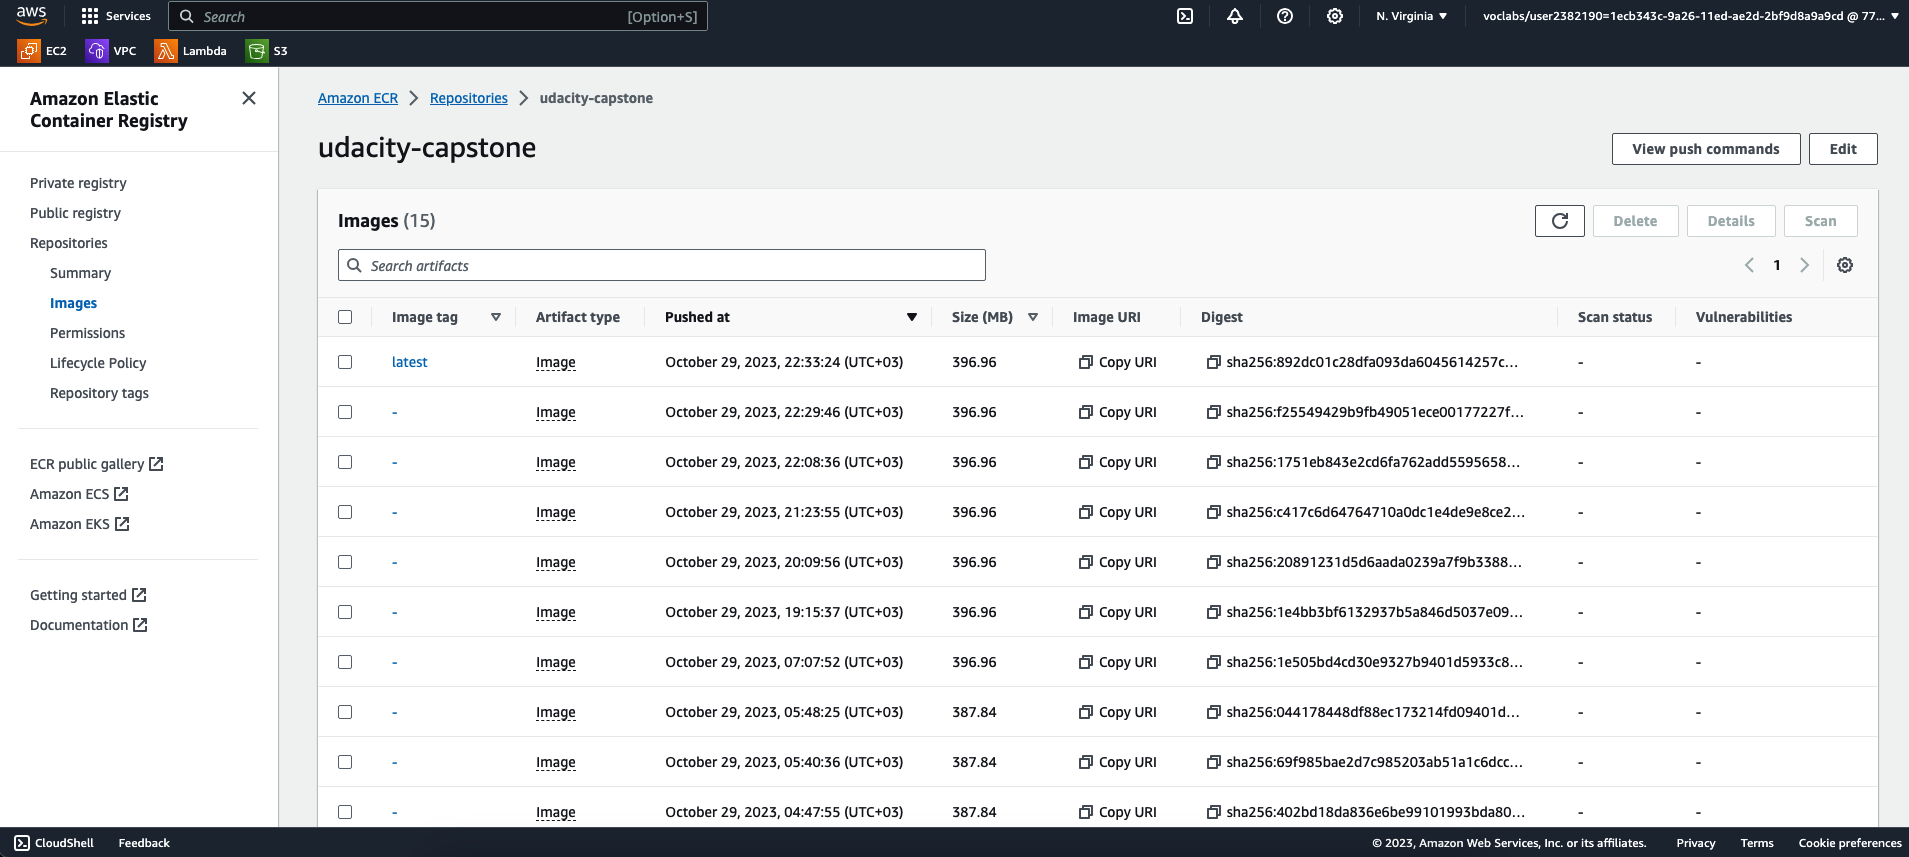 aws Services Search [Option+S] N. Virginia voclabs/user2382190=1ecb343c-9a26-11ed-ae2d-2bf9d8a9a9cd @ 77...
EC2 VPC Lambda S3
Amazon Elastic
Container Registry
Private registry
Public registry
Repositories
Summary
Images
Permissions
Lifecycle Policy
Repository tags
ECR public gallery
Amazon ECS
Amazon EKS
Getting started
Documentation
Amazon ECR Repositories udacity-capstone
udacity-capstone
View push commands Edit
Images (15)
Delete Details Scan
Search artifacts
1
Image tag Artifact type Pushed at Size (MB) Image URI Digest Scan status Vulnerabilities
latest Image October 29, 2023, 22:33:24 (UTC+03) 396.96 Copy URI sha256:892dc01c28dfa093da6045614257c... - -
- Image October 29, 2023, 22:29:46 (UTC+03) 396.96 Copy URI sha256:f25549429b9fb49051ece00177227f... - -
- Image October 29, 2023, 22:08:36 (UTC+03) 396.96 Copy URI sha256:1751eb843e2cd6fa762add5595658... - -
- Image October 29, 2023, 21:23:55 (UTC+03) 396.96 Copy URI sha256:c417c6d64764710a0dc1e4de9e8ce2... - -
- Image October 29, 2023, 20:09:56 (UTC+03) 396.96 Copy URI sha256:20891231d5d6aada0239a7f9b3388... - -
- Image October 29, 2023, 19:15:37 (UTC+03) 396.96 Copy URI sha256:1e4bb3bf6132937b5a846d5037e09... - -
- Image October 29, 2023, 07:07:52 (UTC+03) 396.96 Copy URI sha256:1e505bd4cd30e9327b9401d5933c8... - -
- Image October 29, 2023, 05:48:25 (UTC+03) 387.84 Copy URI sha256:044178448df88ec173214fd09401d... - -
- Image October 29, 2023, 05:40:36 (UTC+03) 387.84 Copy URI sha256:69f985bae2d7c985203ab51a1c6dcc... - -
- Image October 29, 2023, 04:47:55 (UTC+03) 387.84 Copy URI sha256:402bd18da836e6be99101993bda80... - -
CloudShell Feedback © 2023, Amazon Web Services, Inc. or its affiliates. Privacy Terms Cookie preferences